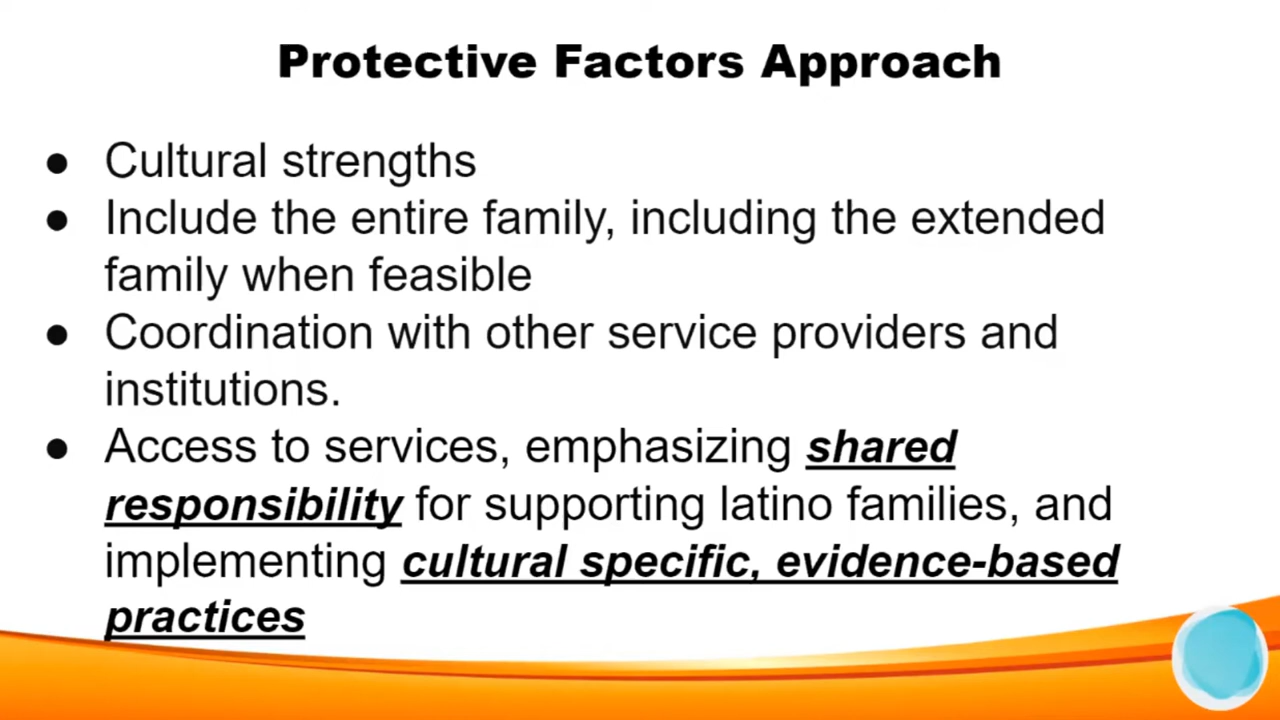 Protective Factors Approach
● Cultural strengths
● Include the entire family, including the extended
family when feasible
● Coordination with other service providers and
institutions.
● Access to services, emphasizing shared
responsibility for supporting latino families, and
implementing cultural specific, evidence-based
practices